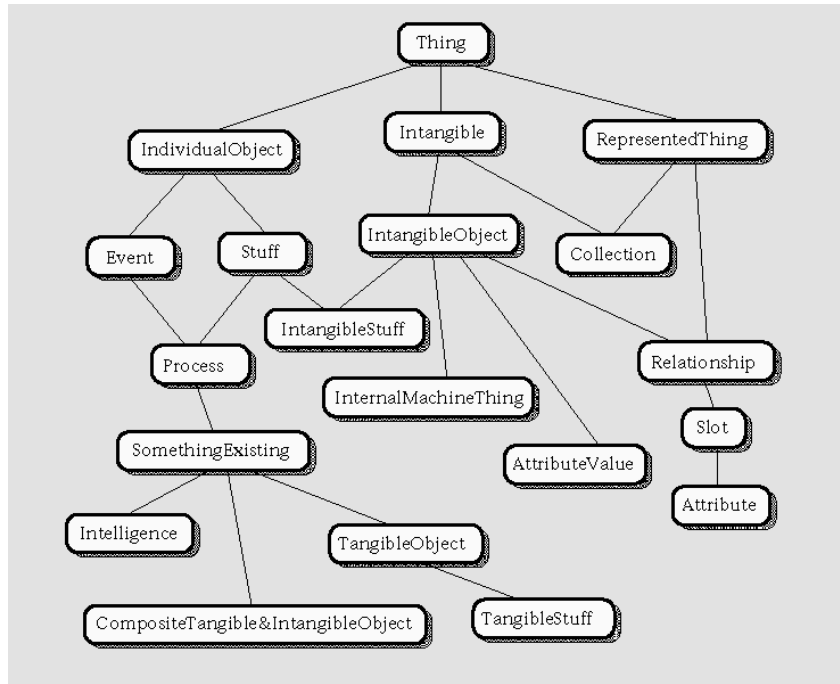 Thing
Intangible
RepresentedThing
IndividualObject
IntangibleObject
Event
Stuff
Collection
IntangibleStuff
Process
Relationship
InternalMachineThing
Slot
SomethingExisting
AttributeValue
Attribute
Intelligence
TangibleObject
CompositeTangible&IntangibleObject
TangibleStuff